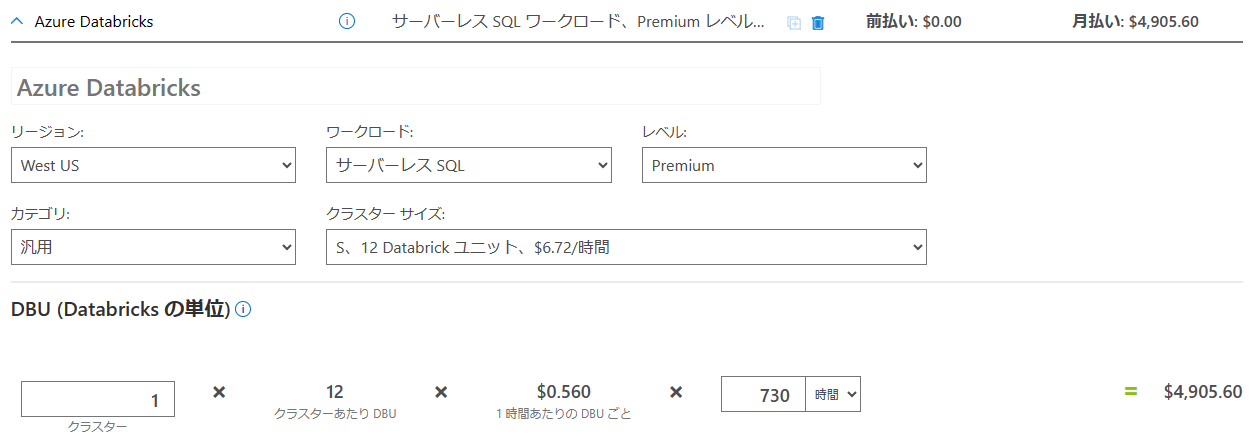 Azure Databricks サーバーレス SQL ワークロード、Premium レベル... 前払い: $0.00 月払い: $4,905.60
Azure Databricks
リージョン: ワークロード: レベル:
West US サーバーレス SQL Premium
カテゴリ: クラスター サイズ:
汎用 S、12 Databrick ユニット、$6.72/時間
DBU (Databricks の単位)
1 × 12 × $0.560 × 730 時間 = $4,905.60
クラスター クラスターあたり DBU 1 時間あたりの DBU ごと